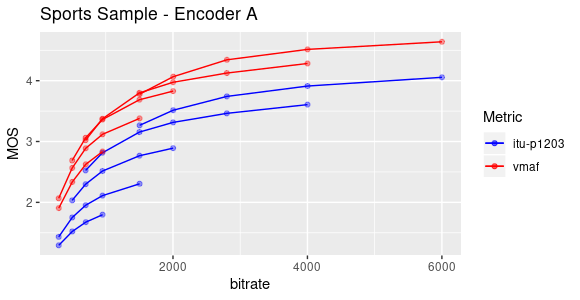 Sports Sample - Encoder A
MOS
4
3
2
2000
4000
6000
bitrate
Metric
itu-p1203
vmaf